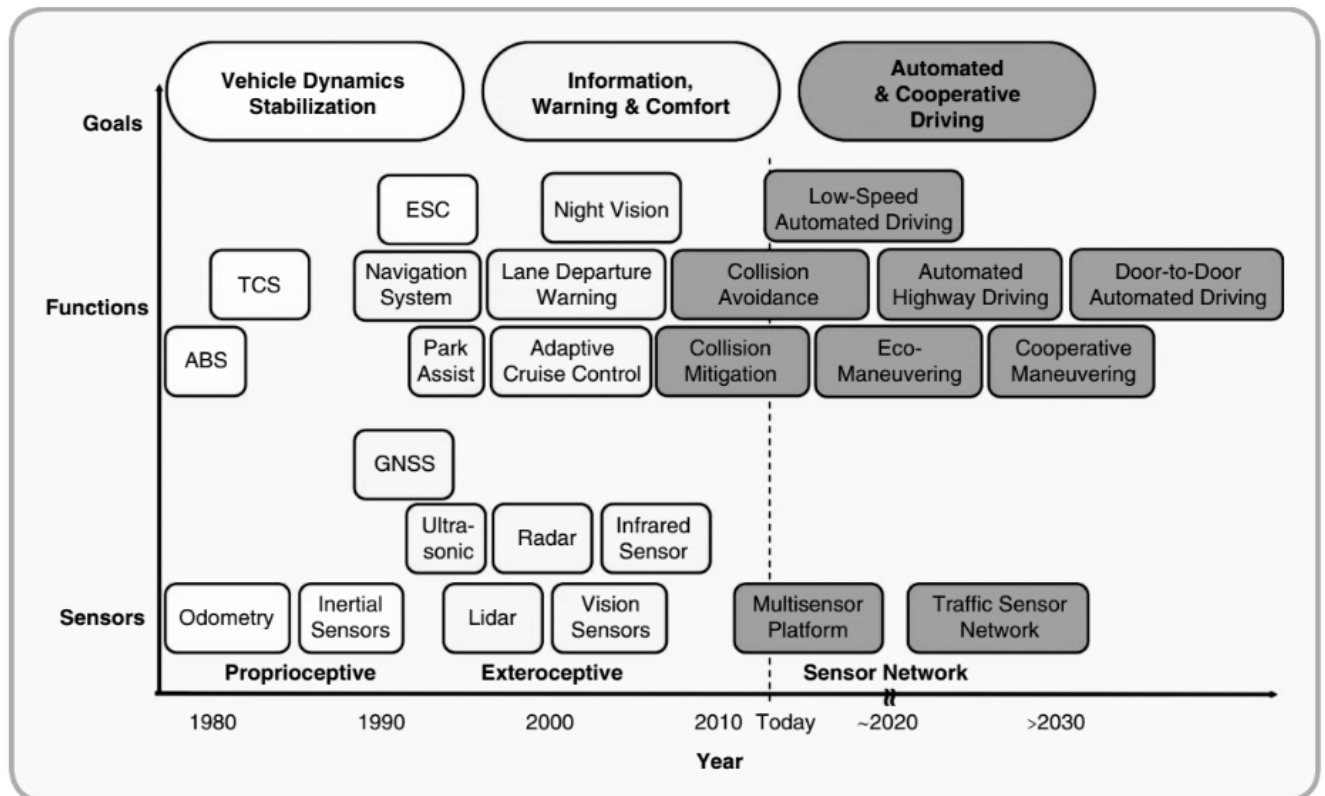 Goals
Vehicle Dynamics
Stabilization
Information,
Warning & Comfort
Automated
& Cooperative
Driving
Functions
ESC
Night Vision
Low-Speed
Automated Driving
TCS
Navigation
System
Lane Departure
Warning
Collision
Avoidance
Automated
Highway Driving
Door-to-Door
Automated Driving
ABS
Park
Assist
Adaptive
Cruise Control
Collision
Mitigation
Eco-
Maneuvering
Cooperative
Maneuvering
GNSS
Ultra-
sonic
Radar
Infrared
Sensor
Sensors
Odometry
Inertial
Sensors
Lidar
Vision
Sensors
Multisensor
Platform
Traffic Sensor
Network
Proprioceptive
Exteroceptive
Sensor Network
1980
1990
2000
2010
Today
~2020
>2030
Year